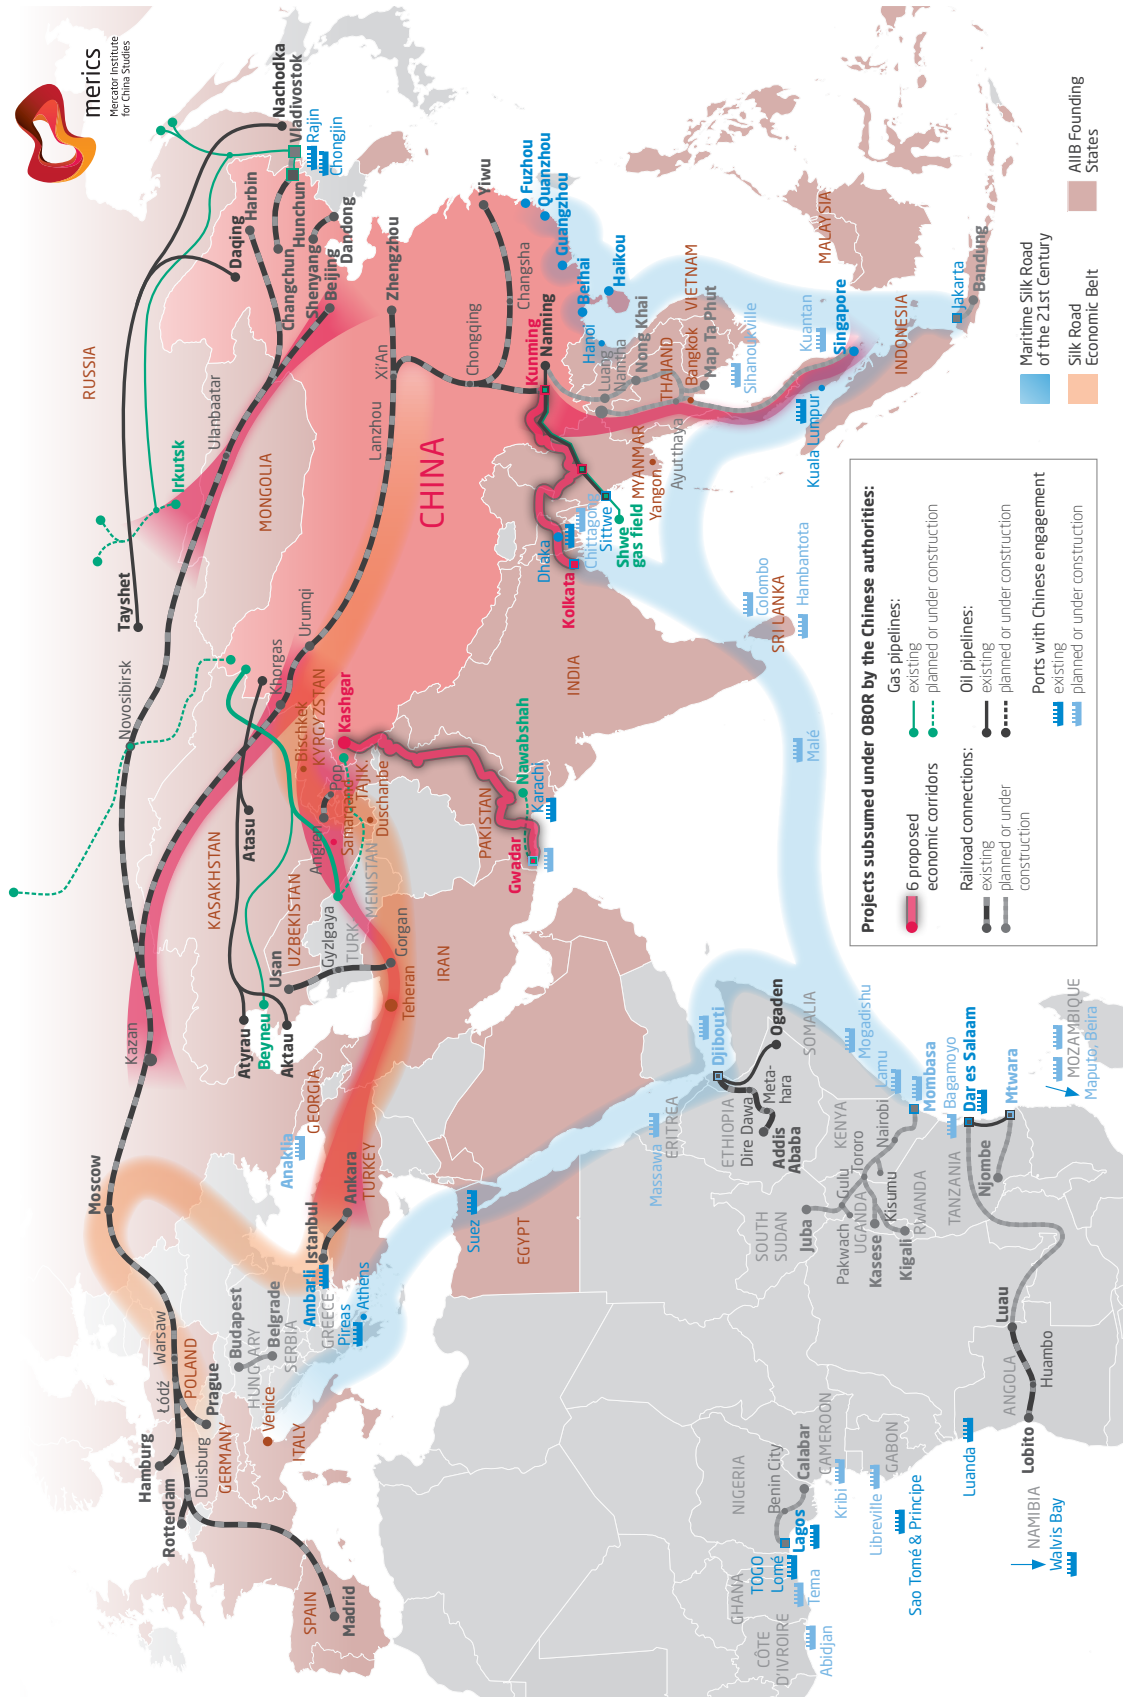 merics
Mercator Institute
for China Studies
RUSSIA
Nachodka
Vladivostok
Rajin
Chongjin
Harbin
Daqing
Hunchun
Changchun
Shenyang
Dandong
Beijing
Ulanbaatar
Irkutsk
MONGOLIA
Tayshet
Novosibirsk
Zhengzhou
Xi'An
Lanzhou
Yiwu
Changsha
Chongqing
CHINA
Urumqi
Khorgas
Fuzhou
Quanzhou
Guangzhou
Beihai
Haikou
Hanoi
Nanning
Kunming
VIETNAM
Luang
Namtha
Nong Khai
THAIAND
Bangkok
Map Ta Phut
Ayutthaya
Sihanoukville
Kuantan
MALAYSIA
Singapore
Kuala Lumpur
INDONESIA
Jakarta
Bandung
MYANMAR
Yangon
Sittwe
Shwe
gas field
Chittagong
Dhaka
Kolkata
INDIA
Colombo
SRI LANKA
Hambantota
Malé
KASAKHSTAN
Atasu
Bischkek
KYRGYZSTAN
Kashgar
Pop
Angren
Samarqand
TAJIK.
Duschanbe
UZBEKISTAN
TURK
MENISTAN
Gyzlgaya
Usan
Gorgan
Teheran
IRAN
PAKISTAN
Nawabshah
Karachi
Gwadar
Kazan
Atyrau
Beyneu
Aktau
GEORGIA
Anaklia
Moscow
Ankara
TURKEY
Istanbul
Ambarli
GREECE
Pireas
Athens
Suez
EGYPT
Warsaw
Łódź
POLAND
Budapest
HUNGARY
Belgrade
SERBIA
Prague
Venice
ITALY
Hamburg
Duisburg
GERMANY
Rotterdam
SPAIN
Madrid
Massawa
ERITREA
Djibouti
Ogaden
ETHIOPIA
Dire Dawa
Meta-
hara
Addis
Ababa
SOMALIA
Mogadishu
Lamu
Mombasa
KENYA
Nairobi
Tororo
Gulu
Pakwach
UGANDA
Kisumu
Kasese
Kigali
RWANDA
SOUTH
SUDAN
Juba
Bagamoyo
Dar es Salaam
TANZANIA
Mtwara
Njombe
MOZAMBIQUE
Maputo, Beira
Luau
ANGOLA
Huambo
Lobito
Luanda
NAMIBIA
Walvis Bay
NIGERIA
Benin City
Calabar
CAMEROON
Kribi
GABON
Libreville
Sao Tomé & Principe
Lagos
TOGO
Lomé
GHANA
Tema
CÔTE
D'IVROIRE
Abidjan
Projects subsumed under OBOR by the Chinese authorities:
6 proposed
economic corridors
Railroad connections:
existing
planned or under
construction
Gas pipelines:
existing
planned or under construction
Oil pipelines:
existing
planned or under construction
Ports with Chinese engagement
existing
planned or under construction
Maritime Silk Road
of the 21st Century
Silk Road
Economic Belt
AIIB Founding
States